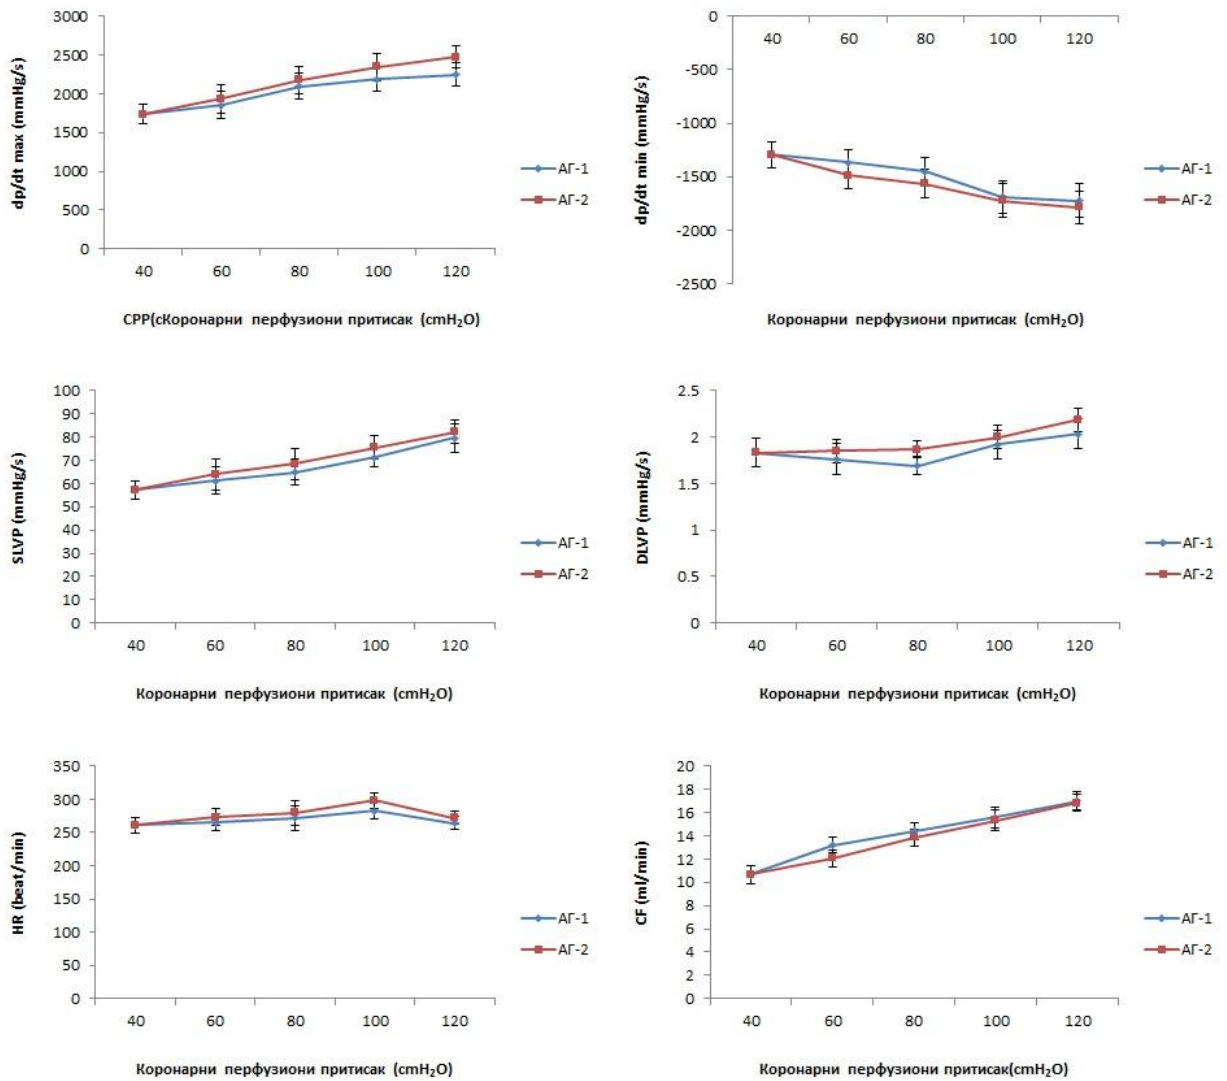 3000
2500
2000
1500
1000
500
0
dp/dt max (mmHg/s)
40 60 80 100 120
АГ-1
АГ-2
CPP(cКоронарни перфузиони притисак (cmH₂O)
0
-500
-1000
-1500
-2000
-2500
dp/dt min (mmHg/s)
40 60 80 100 120
АГ-1
АГ-2
Коронарни перфузиони притисак (cmH₂O)
100
90
80
70
60
50
40
30
20
10
0
SLVP (mmHg/s)
40 60 80 100 120
АГ-1
АГ-2
Коронарни перфузиони притисак (cmH₂O)
2.5
2
1.5
1
0.5
0
DLVP (mmHg/s)
40 60 80 100 120
АГ-1
АГ-2
Коронарни перфузиони притисак (cmH₂O)
350
300
250
200
150
100
50
0
HR (beat/min)
40 60 80 100 120
АГ-1
АГ-2
Коронарни перфузиони притисак (cmH₂O)
20
18
16
14
12
10
8
6
4
2
0
CF (ml/min)
40 60 80 100 120
АГ-1
АГ-2
Коронарни перфузиони притисак(cmH₂O)